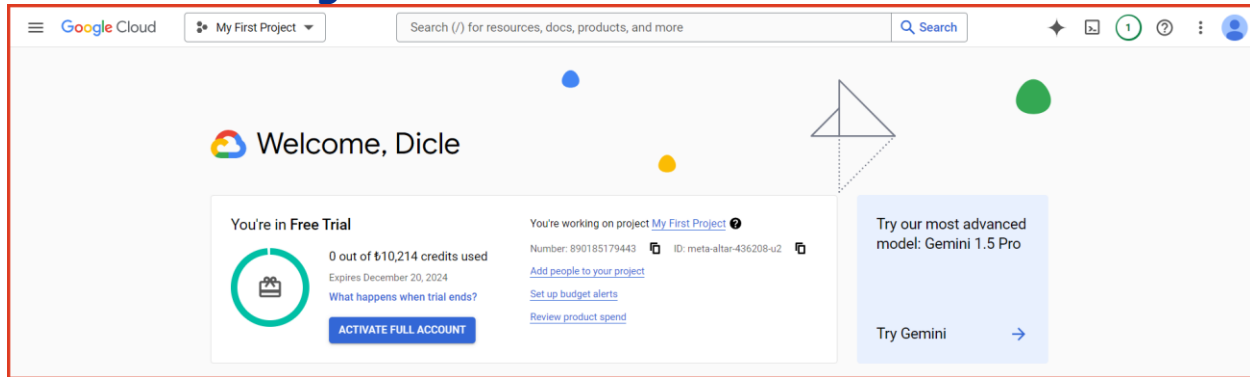 Google Cloud
My First Project
Search (/) for resources, docs, products, and more
Search
1
Welcome, Dicle
You're in Free Trial
0 out of ₺10,214 credits used
Expires December 20, 2024
What happens when trial ends?
ACTIVATE FULL ACCOUNT
You're working on project My First Project
Number: 890185179443 ID: meta-altar-436208-u2
Add people to your project
Set up budget alerts
Review product spend
Try our most advanced
model: Gemini 1.5 Pro
Try Gemini